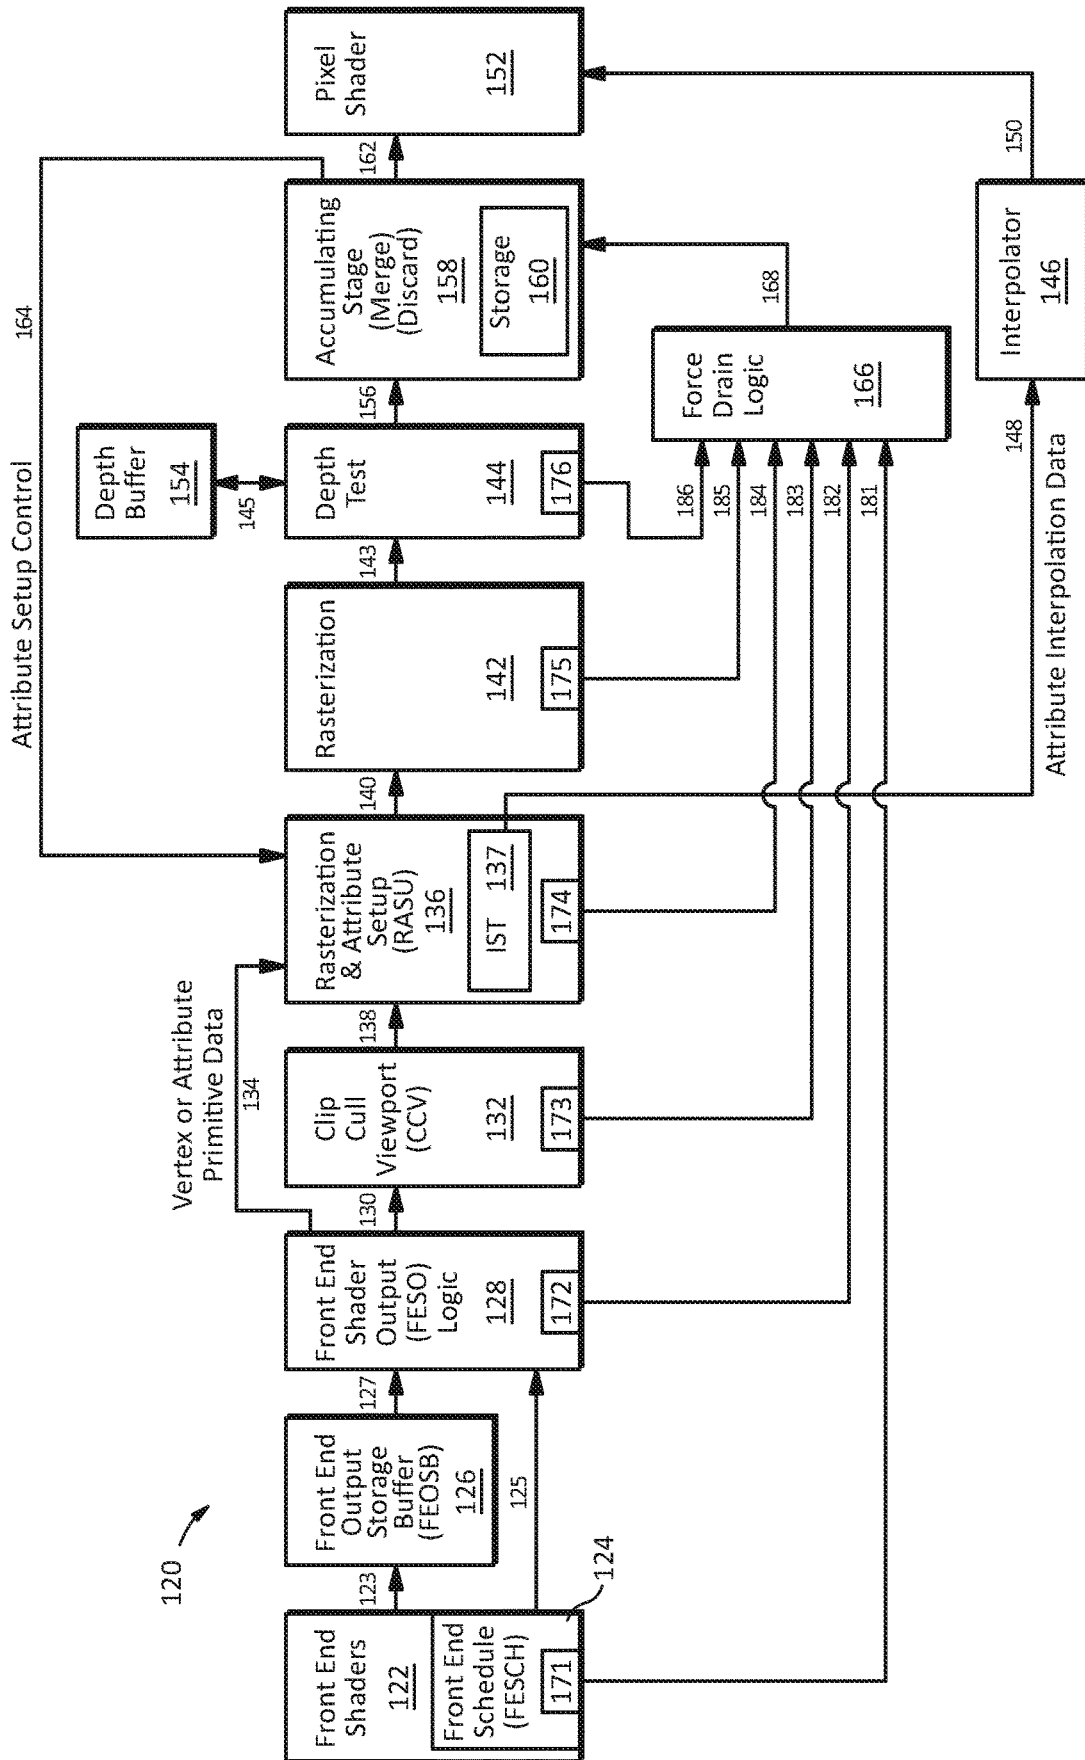 120
Front End
Shaders
122
Front End
Schedule
(FESCH)
171
124
123
125
Front End
Output
Storage
Buffer
(FEOSB)
126
127
Front End
Shader
Output
(FESO)
Logic
128
172
Vertex or Attribute
Primitive Data
134
130
Clip
Cull
Viewport
(CCV)
132
173
138
Rasterization
& Attribute
Setup
(RASU)
136
IST
137
174
Attribute Setup Control
164
140
Rasterization
142
175
143
Depth
Buffer
154
145
Depth
Test
144
176
156
Accumulating
Stage
(Merge)
(Discard)
158
Storage
160
162
Pixel
Shader
152
186
185
184
183
182
181
Force
Drain
Logic
166
168
Attribute Interpolation Data
148
Interpolator
146
150